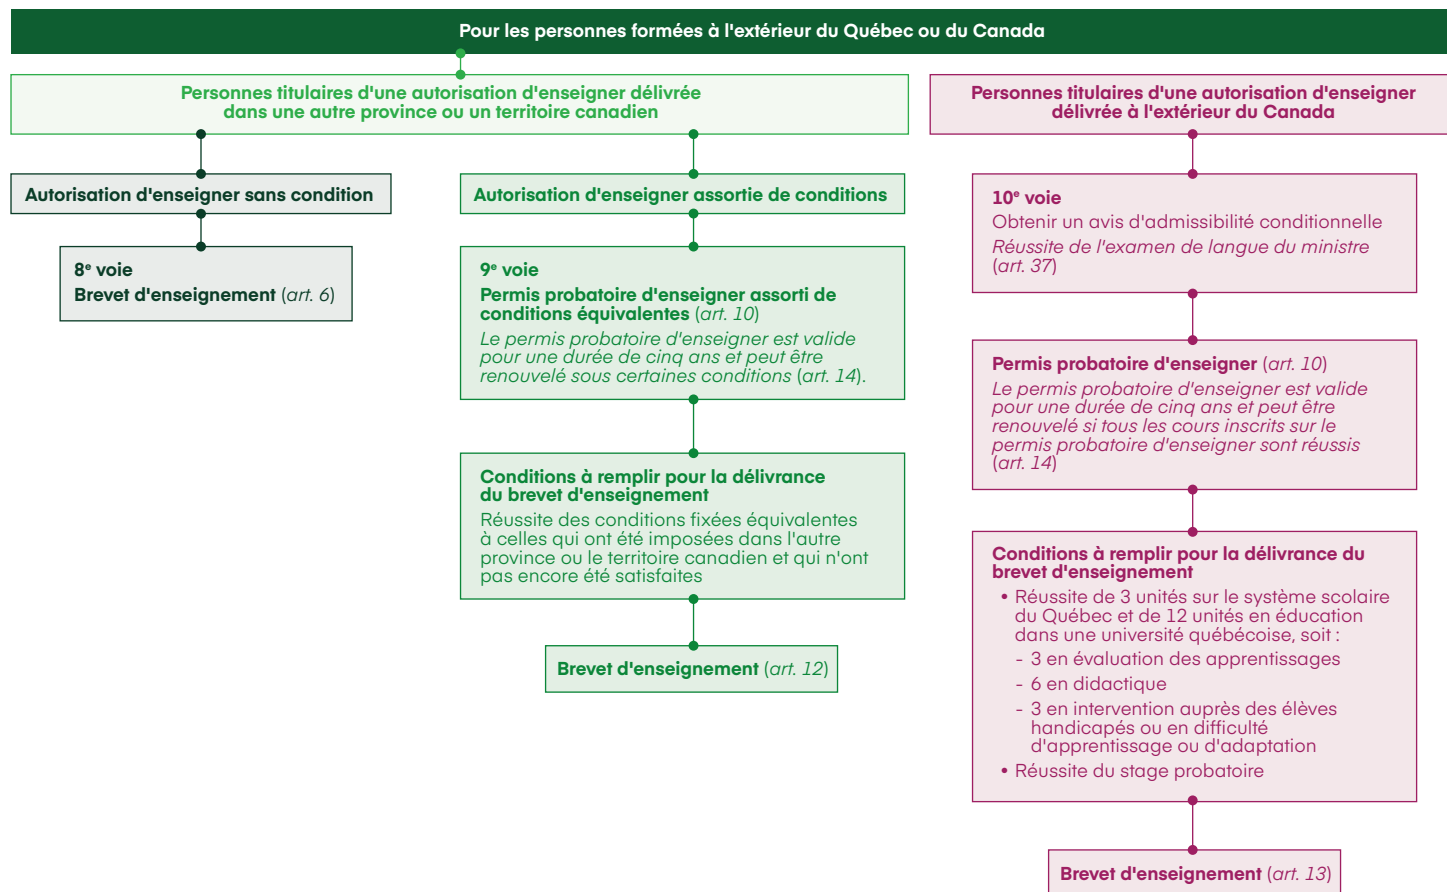 Pour les personnes formées à l'extérieur du Québec ou du Canada
Personnes titulaires d'une autorisation d'enseigner délivrée
dans une autre province ou un territoire canadien
Autorisation d'enseigner sans condition
8e voie
Brevet d'enseignement (art. 6)
Autorisation d'enseigner assortie de conditions
9e voie
Permis probatoire d'enseigner assorti de
conditions équivalentes (art. 10)
Le permis probatoire d'enseigner est valide
pour une durée de cinq ans et peut être
renouvelé sous certaines conditions (art. 14).
Conditions à remplir pour la délivrance
du brevet d'enseignement
Réussite des conditions fixées équivalentes
à celles qui ont été imposées dans l'autre
province ou le territoire canadien et qui n'ont
pas encore été satisfaites
Brevet d'enseignement (art. 12)
Personnes titulaires d'une autorisation d'enseigner
délivrée à l'extérieur du Canada
10e voie
Obtenir un avis d'admissibilité conditionnelle
Réussite de l'examen de langue du ministre
(art. 37)
Permis probatoire d'enseigner (art. 10)
Le permis probatoire d'enseigner est valide
pour une durée de cinq ans et peut être
renouvelé si tous les cours inscrits sur le
permis probatoire d'enseigner sont réussis
(art. 14)
Conditions à remplir pour la délivrance du
brevet d'enseignement
• Réussite de 3 unités sur le système scolaire
du Québec et de 12 unités en éducation
dans une université québécoise, soit :
- 3 en évaluation des apprentissages
- 6 en didactique
- 3 en intervention auprès des élèves
handicapés ou en difficulté
d'apprentissage ou d'adaptation
• Réussite du stage probatoire
Brevet d'enseignement (art. 13)